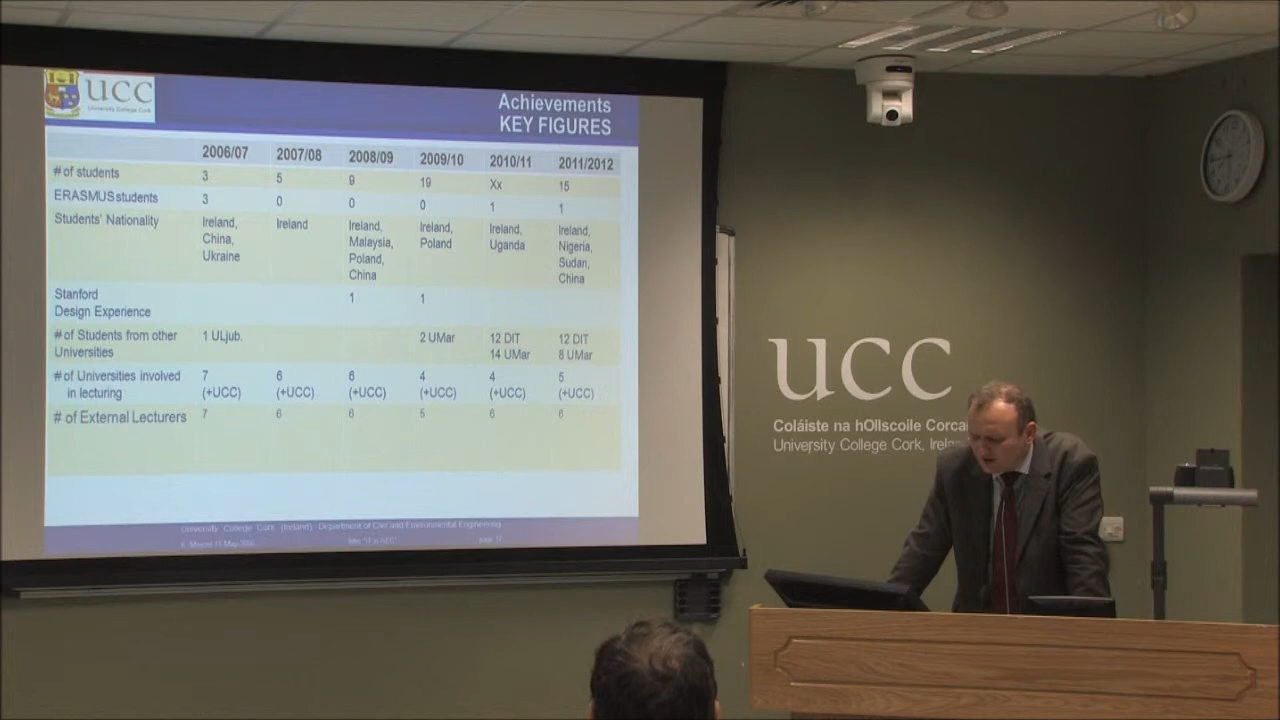 UCC
University College Cork
Achievements
KEY FIGURES
2006/07 2007/08 2008/09 2009/10 2010/11 2011/2012
# of students 3 5 9 19 Xx 15
ERASMUS students 3 0 0 0 1 1
Students' Nationality Ireland, Ireland Ireland, Ireland, Ireland, Ireland,
China, Malaysia, Poland Uganda Nigeria,
Ukraine Poland, Sudan,
China China
Stanford 1 1
Design Experience
# of Students from other 1 ULjub. 2 UMar 12 DIT 12 DIT
Universities 14 UMar 8 UMar
# of Universities involved 7 6 6 4 4 5
in lecturing (+UCC) (+UCC) (+UCC) (+UCC) (+UCC) (+UCC)
# of External Lecturers 7 6 6 5 6 6
University College Cork (Ireland) - Department of Civil and Environmental Engineering
UCC
Coláiste na hOllscoile Corca
University College Cork, Irela